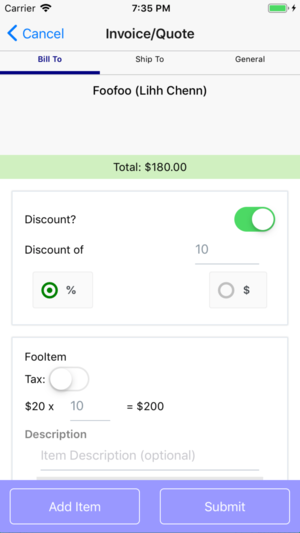 Carrier 7:35 PM
Cancel Invoice/Quote
Bill To Ship To General
Foofoo (Lihh Chenn)
Total: $180.00
Discount?
Discount of 10
% $
FooItem
Tax:
$20 x 10 = $200
Description
Item Description (optional)
Add Item Submit